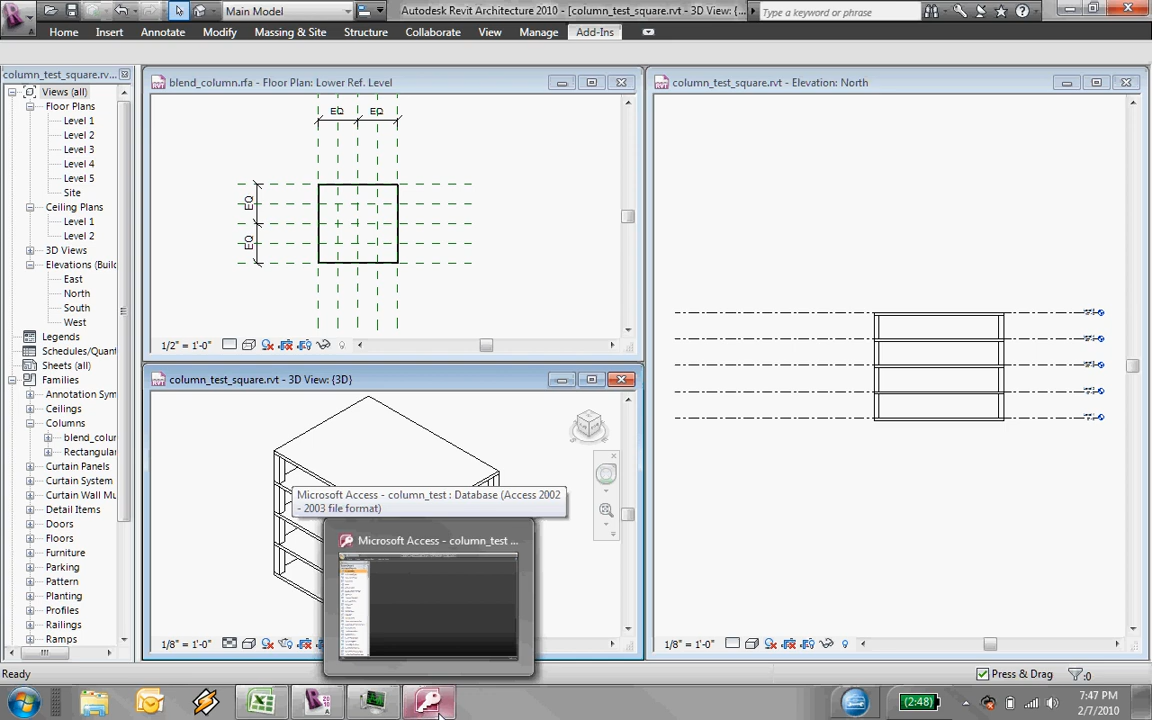 Main Model
Autodesk Revit Architecture 2010 - [column_test_square.rvt - 3D View: {3
Type a keyword or phrase
Home Insert Annotate Modify Massing & Site Structure Collaborate View Manage Add-Ins
column_test_square.rv...
Views (all)
Floor Plans
Level 1
Level 2
Level 3
Level 4
Level 5
Site
Ceiling Plans
Level 1
Level 2
3D Views
Elevations (Buil
East
North
South
West
Legends
Schedules/Quant
Sheets (all)
Families
Annotation Sym
Ceilings
Columns
blend_colur
Rectangular
Curtain Panels
Curtain System
Curtain Wall Mu
Detail Items
Doors
Floors
Furniture
Parking
Pattern
Planting
Profiles
Railings
Ramps
blend_column.rfa - Floor Plan: Lower Ref. Level
EQ EQ
EQ
EQ
1/2" = 1'-0"
column_test_square.rvt - 3D View: {3D}
Microsoft Access - column_test : Database (Access 2002
- 2003 file format)
Microsoft Access - column_test ...
1/8" = 1'-0"
column_test_square.rvt - Elevation: North
1/8" = 1'-0"
Ready
Press & Drag
:0
(2:48)
7:47 PM
2/7/2010